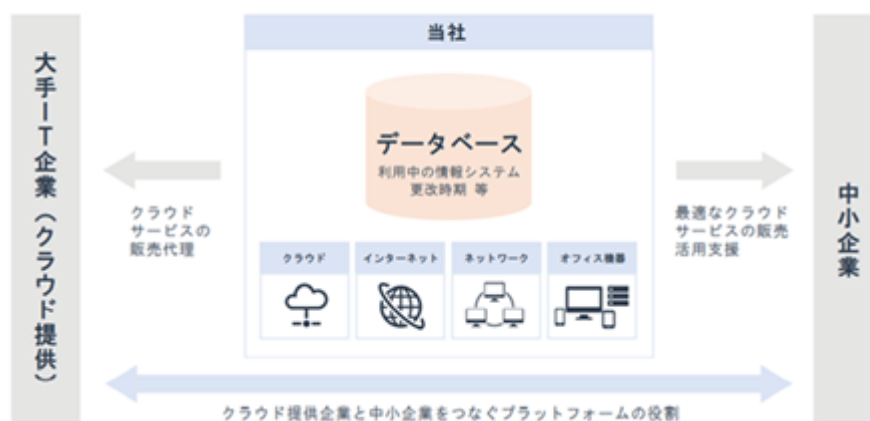 当社
大手IT企業（クラウド提供）
データベース
利用中の情報システム
更改時期 等
クラウド
サービスの
販売代理
最適なクラウド
サービスの販売
活用支援
中小企業
クラウド
インターネット
ネットワーク
オフィス機器
クラウド提供企業と中小企業をつなぐプラットフォームの役割